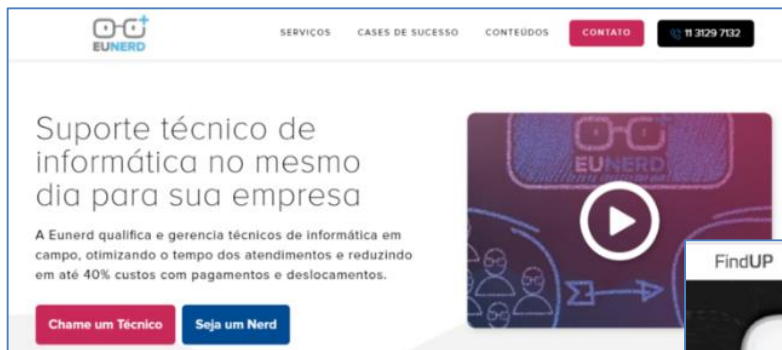 EUNERD
SERVIÇOS CASES DE SUCESSO CONTEÚDOS CONTATO 11 3129 7132
Suporte técnico de
informática no mesmo
dia para sua empresa
A Eunerd qualifica e gerencia técnicos de informática em
campo, otimizando o tempo dos atendimentos e reduzindo
em até 40% custos com pagamentos e deslocamentos.
Chame um Técnico Seja um Nerd
EUNERD
FindUP